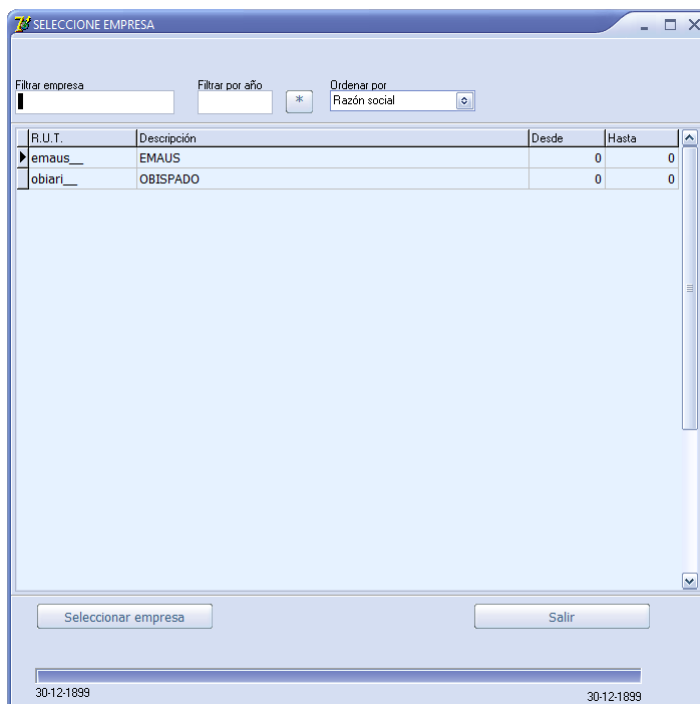 SELECCIONE EMPRESA
Filtrar empresa Filtrar por año Ordenar por
* Razón social
R.U.T. Descripción Desde Hasta
emaus__ EMAUS 0 0
obiari__ OBISPADO 0 0
Seleccionar empresa Salir
30-12-1899 30-12-1899